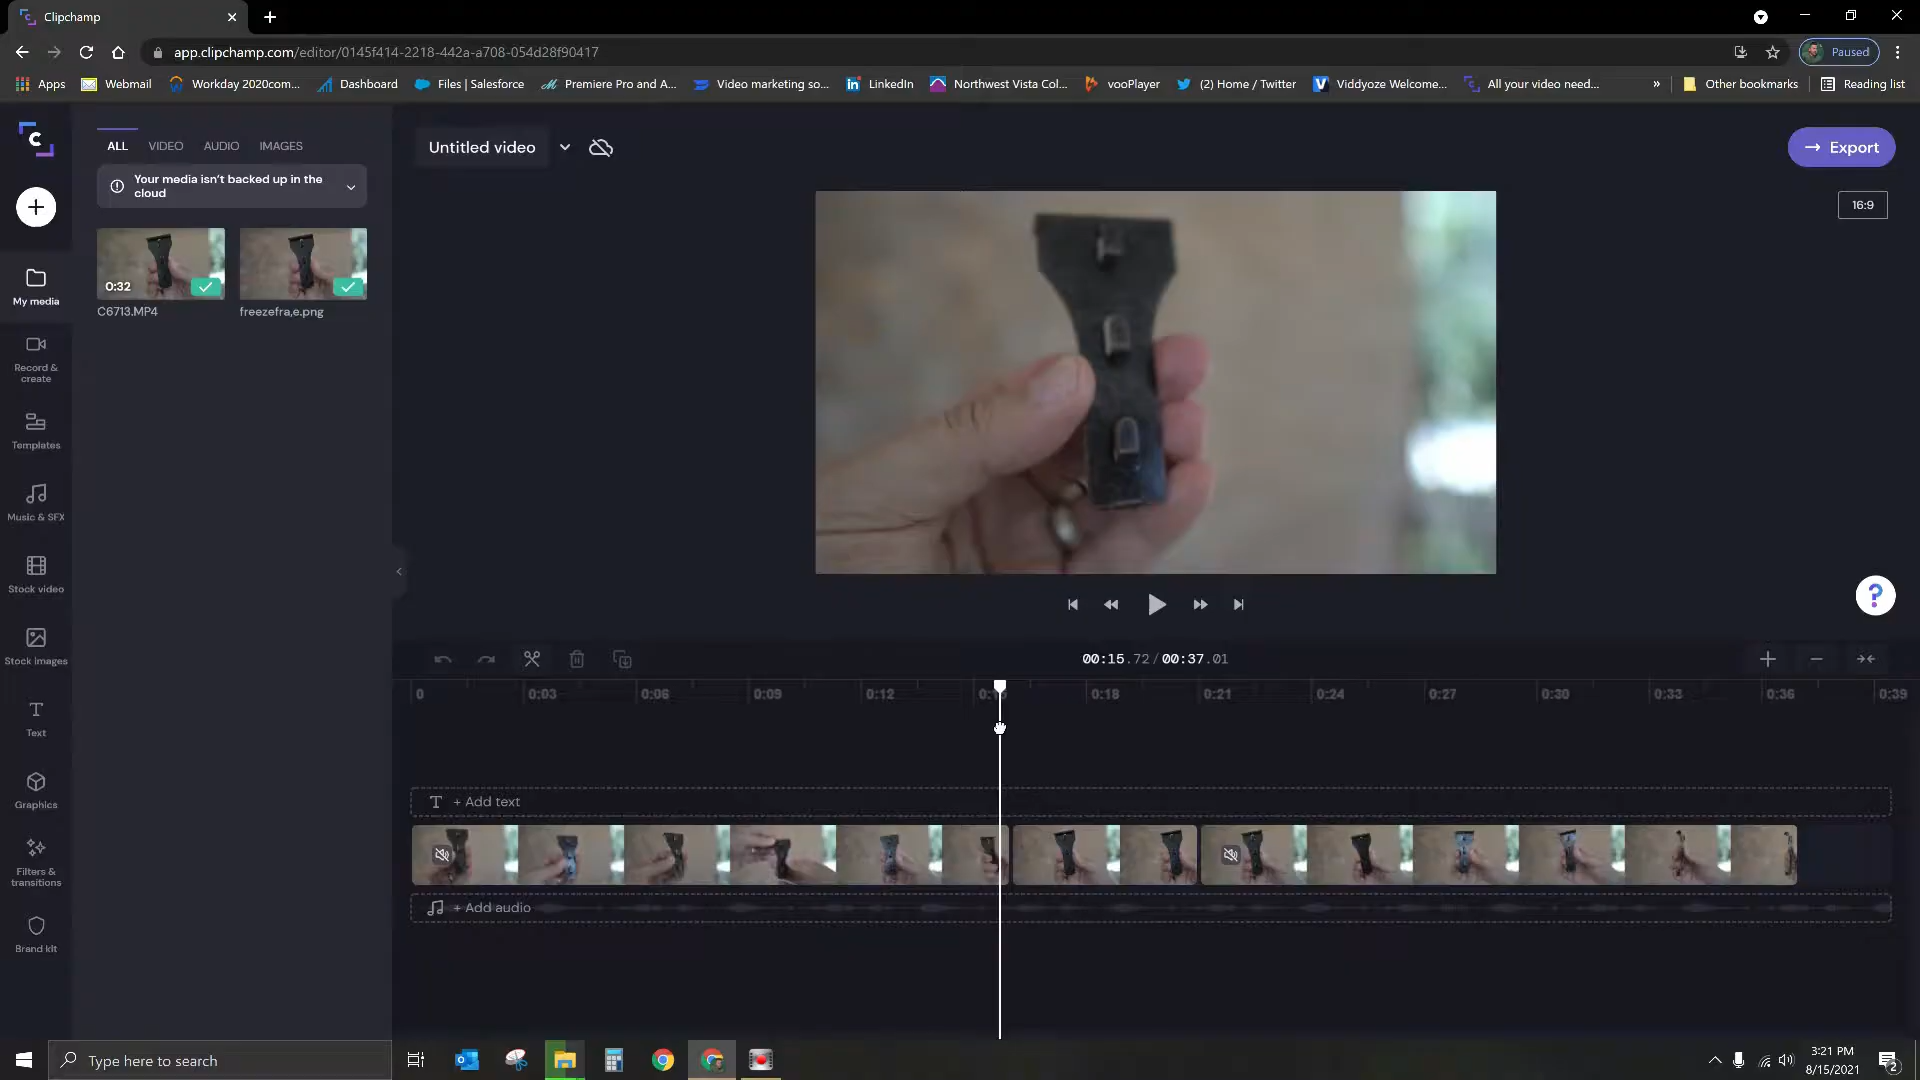 Clipchamp
app.clipchamp.com/editor/0145f414-2218-442a-a708-054d28f90417
Paused
Apps
Webmail
Workday 2020com...
Dashboard
Files | Salesforce
Premiere Pro and A...
Video marketing so...
LinkedIn
Northwest Vista Col...
vooPlayer
(2) Home / Twitter
Viddyoze Welcome...
All your video need...
»
Other bookmarks
Reading list
ALL
VIDEO
AUDIO
IMAGES
Your media isn't backed up in the
cloud
0:32
C6713.MP4
freezefra,e.png
My media
Record &
create
Templates
Music & SFX
Stock video
Stock images
Text
Graphics
Filters &
transitions
Brand kit
Untitled video
Export
16:9
?
00:15.72 / 00:37.01
0
0:03
0:06
0:09
0:12
0:18
0:21
0:24
0:27
0:30
0:33
0:36
0:39
T + Add text
+ Add audio
Type here to search
3:21 PM
8/15/2021
2